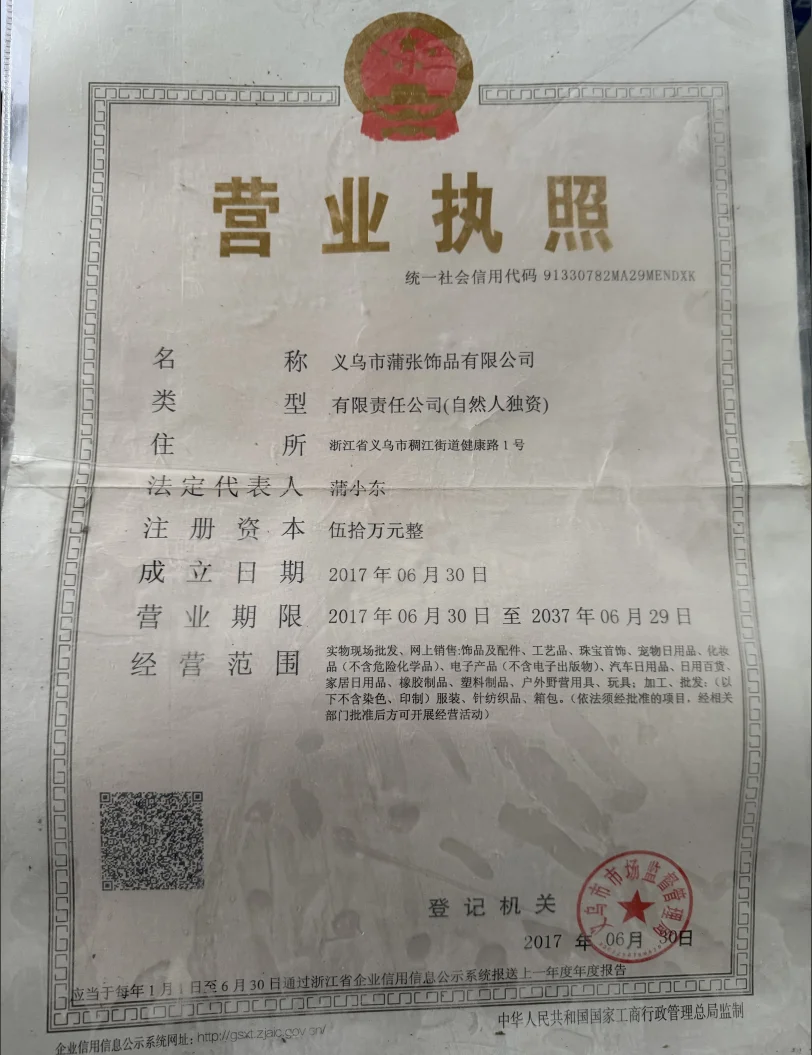 营业执照
统一社会信用代码 91330782MA29MENDXK
名称 义乌市蒲张饰品有限公司
类型 有限责任公司(自然人独资)
住所 浙江省义乌市稠江街道健康路1号
法定代表人 蒲小东
注册资本 伍拾万元整
成立日期 2017年06月30日
营业期限 2017年06月30日至2037年06月29日
经营范围 实物现场批发、网上销售:饰品及配件、工艺品、珠宝首饰、宠物日用品、化妆
品（不含危险化学品）、电子产品（不含电子出版物）、汽车日用品、日用百货、
家居日用品、橡胶制品、塑料制品、户外野营用具、玩具；加工、批发：（以
下不含染色、印制）服装、针纺织品、箱包。（依法须经批准的项目，经相关
部门批准后方可开展经营活动）
登记机关
义乌市市场监督管理局
2017年06月30日
应当于每年1月1日至6月30日通过浙江省企业信用信息公示系统报送上一年度年度报告
企业信用信息公示系统网址：http://gsxt.zjaic.gov.cn/
中华人民共和国国家工商行政管理总局监制